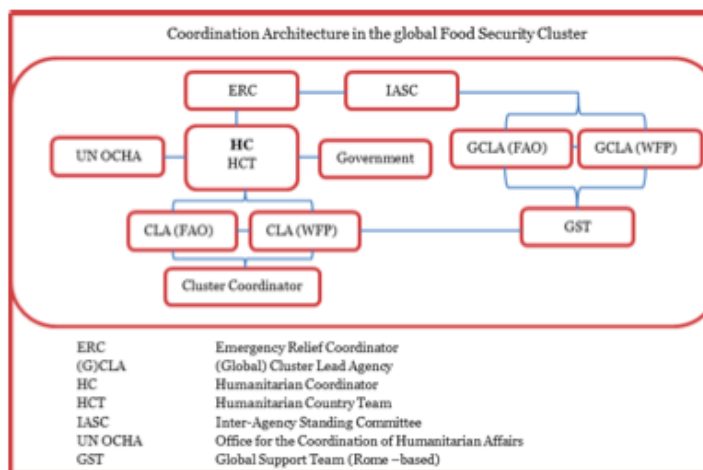 Coordination Architecture in the global Food Security Cluster
ERC
IASC
HC
HCT
UN OCHA
Government
GCLA (FAO)
GCLA (WFP)
CLA (FAO)
CLA (WFP)
GST
Cluster Coordinator
ERC Emergency Relief Coordinator
(G)CLA (Global) Cluster Lead Agency
HC Humanitarian Coordinator
HCT Humanitarian Country Team
IASC Inter-Agency Standing Committee
UN OCHA Office for the Coordination of Humanitarian Affairs
GST Global Support Team (Rome –based)